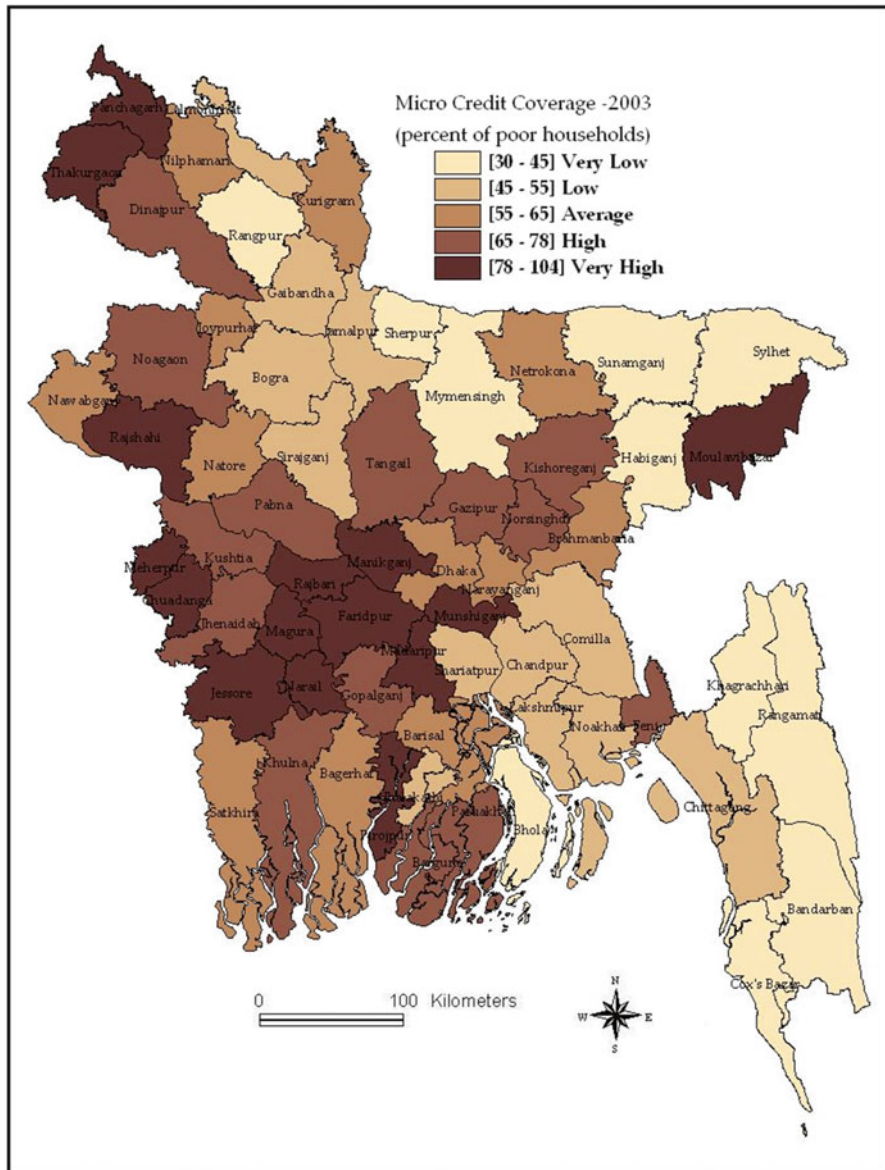 Micro Credit Coverage -2003
(percent of poor households)
[30 - 45] Very Low
[45 - 55] Low
[55 - 65] Average
[65 - 78] High
[78 - 104] Very High
Panchagarh
Nilphamari
Thakurgaon
Kurigram
Dinajpur
Rangpur
Gaibandha
Joypurhat
Jamalpur
Sherpur
Noagaon
Sunamganj
Sylhet
Netrokona
Bogra
Mymensingh
Nawabganj
Rajshahi
Sirajganj
Natore
Tangail
Kishoreganj
Habiganj
Moulavibazar
Pabna
Gazipur
Norsinghdi
Brahmanbaria
Kushtia
Manikganj
Meherpur
Dhaka
Rajbari
Narayanganj
Chuadanga
Jhenaidah
Faridpur
Munshiganj
Magura
Comilla
Madaripur
Shariatpur
Chandpur
Khagrachhari
Jessore
Narail
Gopalganj
Lakshmipur
Rangamati
Noakhali
Feni
Barisal
Khulna
Bagerhat
Chittagong
Satkhira
Bhola
Pirojpur
Barguna
Bandarban
Cox's Bazar
0 100 Kilometers
N
W E
S